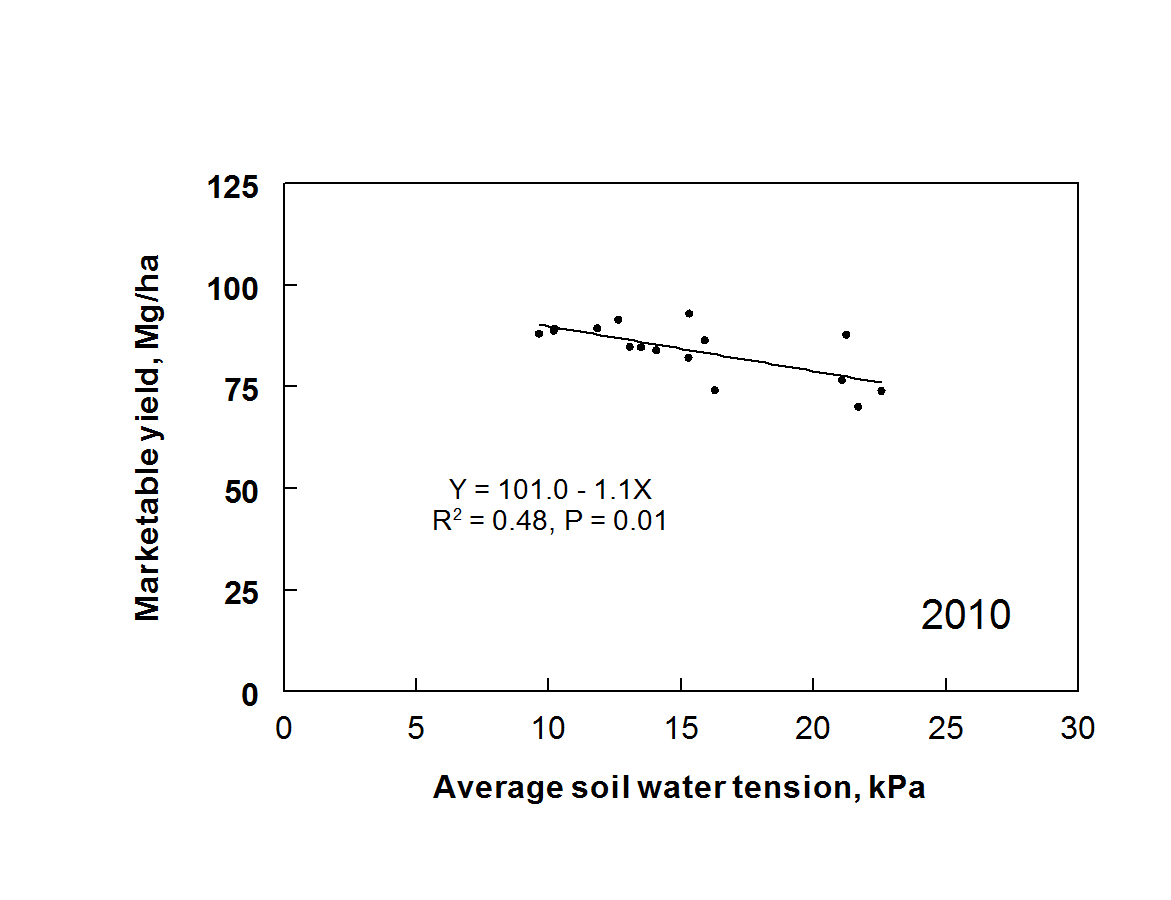 125
100
75
50
25
0
Marketable yield, Mg/ha
Y = 101.0 - 1.1X
R² = 0.48, P = 0.01
2010
0 5 10 15 20 25 30
Average soil water tension, kPa